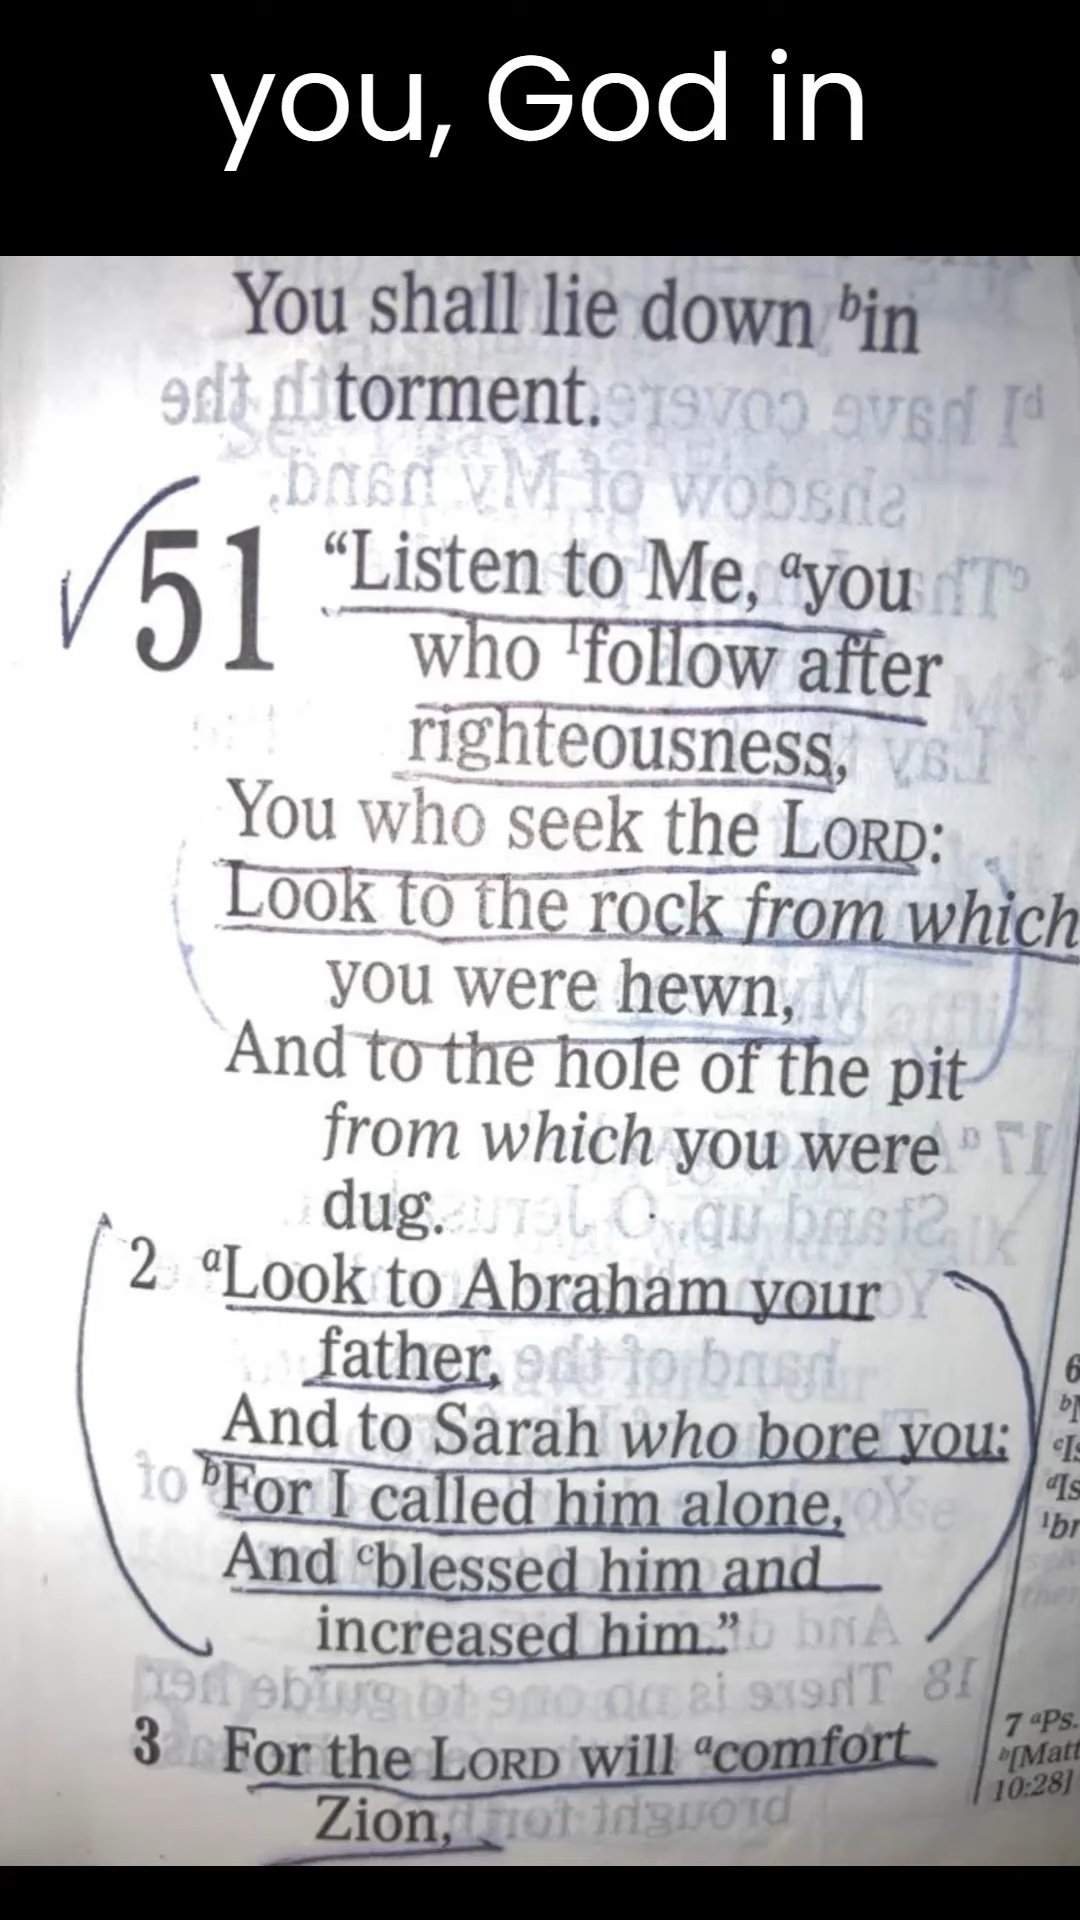 you, God in
You shall lie down ᵇin
torment.
51 “Listen to Me, ᵃyou
who ¹follow after
righteousness,
You who seek the LORD:
Look to the rock from which
you were hewn,
And to the hole of the pit
from which you were
dug.
2 ᵃLook to Abraham your
father,
And to Sarah who bore you;
ᵇFor I called him alone,
And ᶜblessed him and
increased him.”
3 For the LORD will ᵃcomfort
Zion,
6
7 ᵃPs.
ᵇ[Matt
10:28]